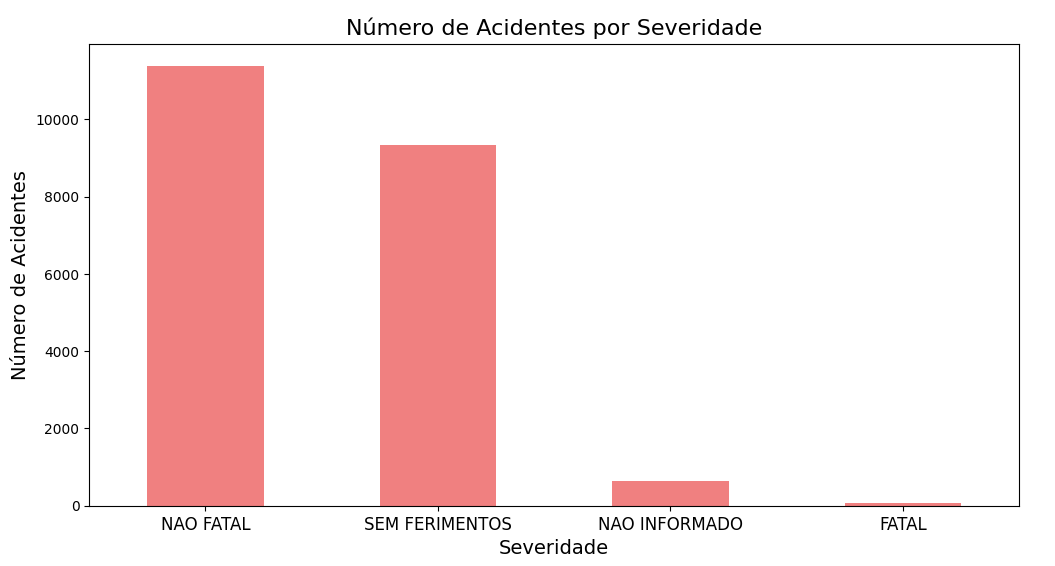 Número de Acidentes por Severidade
Número de Acidentes
10000
8000
6000
4000
2000
0
NAO FATAL
SEM FERIMENTOS
NAO INFORMADO
FATAL
Severidade